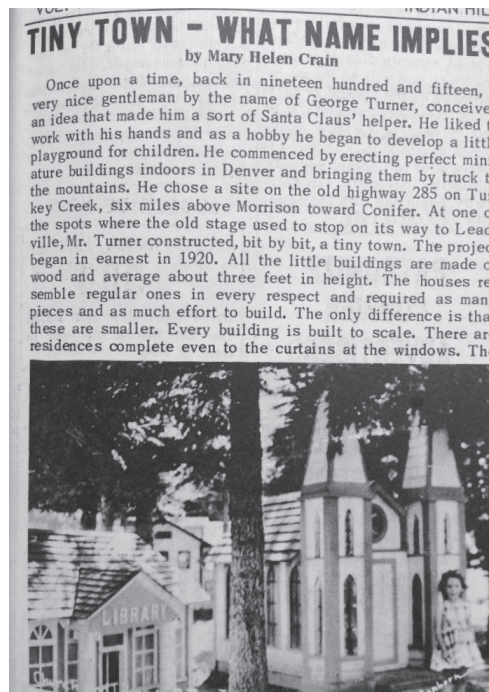 INDIAN HIL
TINY TOWN - WHAT NAME IMPLIES
by Mary Helen Crain
Once upon a time, back in nineteen hundred and fifteen,
very nice gentleman by the name of George Turner, conceive
an idea that made him a sort of Santa Claus' helper. He liked t
work with his hands and as a hobby he began to develop a littl
playground for children. He commenced by erecting perfect min
ature buildings indoors in Denver and bringing them by truck t
the mountains. He chose a site on the old highway 285 on Tur
key Creek, six miles above Morrison toward Conifer. At one o
the spots where the old stage used to stop on its way to Lead
ville, Mr. Turner constructed, bit by bit, a tiny town. The projec
began in earnest in 1920. All the little buildings are made o
wood and average about three feet in height. The houses re
semble regular ones in every respect and required as man
pieces and as much effort to build. The only difference is tha
these are smaller. Every building is built to scale. There ar
residences complete even to the curtains at the windows. Th
LIBRARY
Church